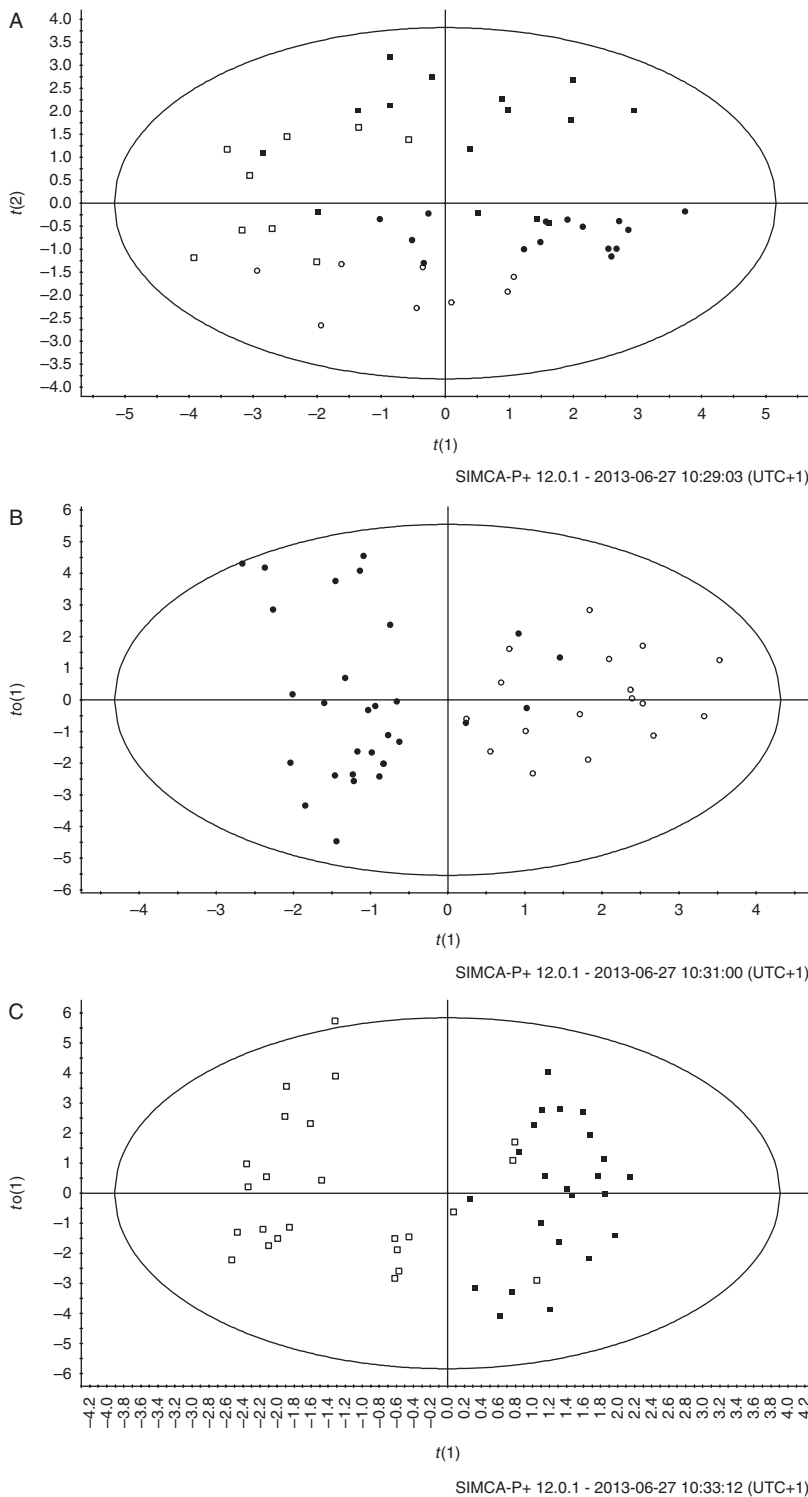 A
4.0
3.5
3.0
2.5
2.0
1.5
1.0
0.5
0.0
–0.5
–1.0
–1.5
–2.0
–2.5
–3.0
–3.5
–4.0
t(2)
–5 –4 –3 –2 –1 0 1 2 3 4 5
t(1)
SIMCA-P+ 12.0.1 - 2013-06-27 10:29:03 (UTC+1)
B
6
5
4
3
2
1
0
–1
–2
–3
–4
–5
–6
to(1)
–4 –3 –2 –1 0 1 2 3 4
t(1)
SIMCA-P+ 12.0.1 - 2013-06-27 10:31:00 (UTC+1)
C
6
5
4
3
2
1
0
–1
–2
–3
–4
–5
–6
to(1)
–4.2 –4.0 –3.8 –3.6 –3.4 –3.2 –3.0 –2.8 –2.6 –2.4 –2.2 –2.0 –1.8 –1.6 –1.4 –1.2 –1.0 –0.8 –0.6 –0.4 –0.2 0.0 0.2 0.4 0.6 0.8 1.0 1.2 1.4 1.6 1.8 2.0 2.2 2.4 2.6 2.8 3.0 3.2 3.4 3.6 3.8 4.0 4.2
t(1)
SIMCA-P+ 12.0.1 - 2013-06-27 10:33:12 (UTC+1)